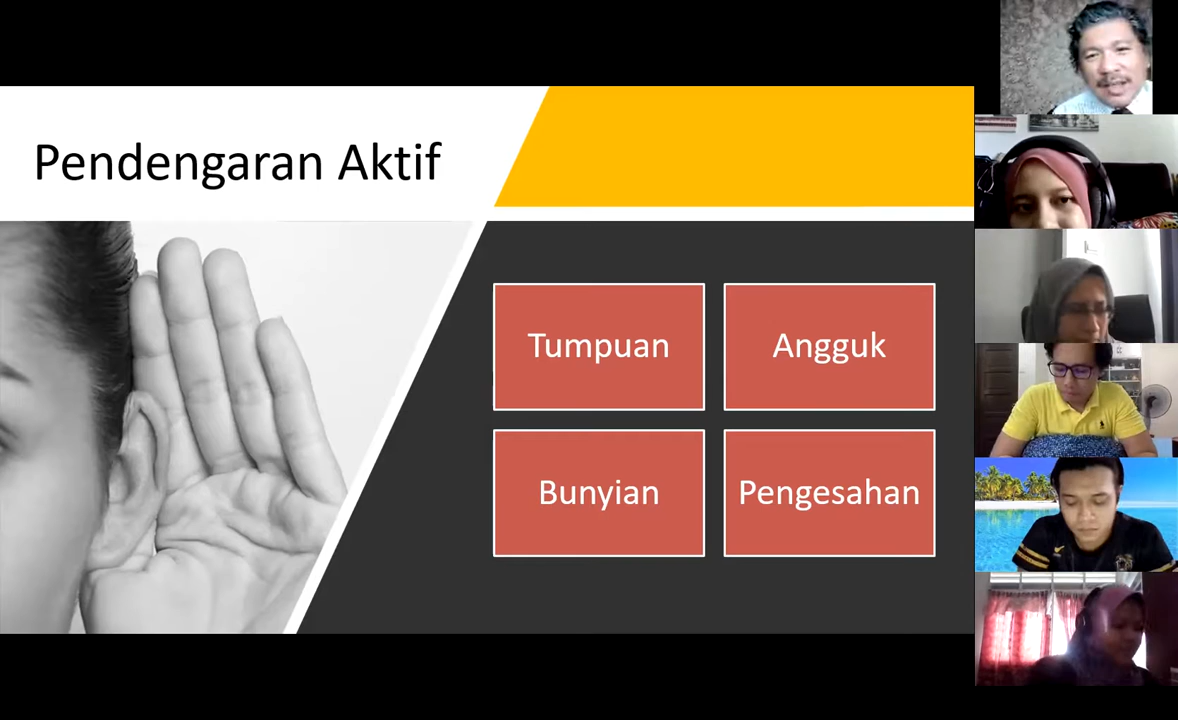 Pendengaran Aktif
Tumpuan
Angguk
Bunyian
Pengesahan